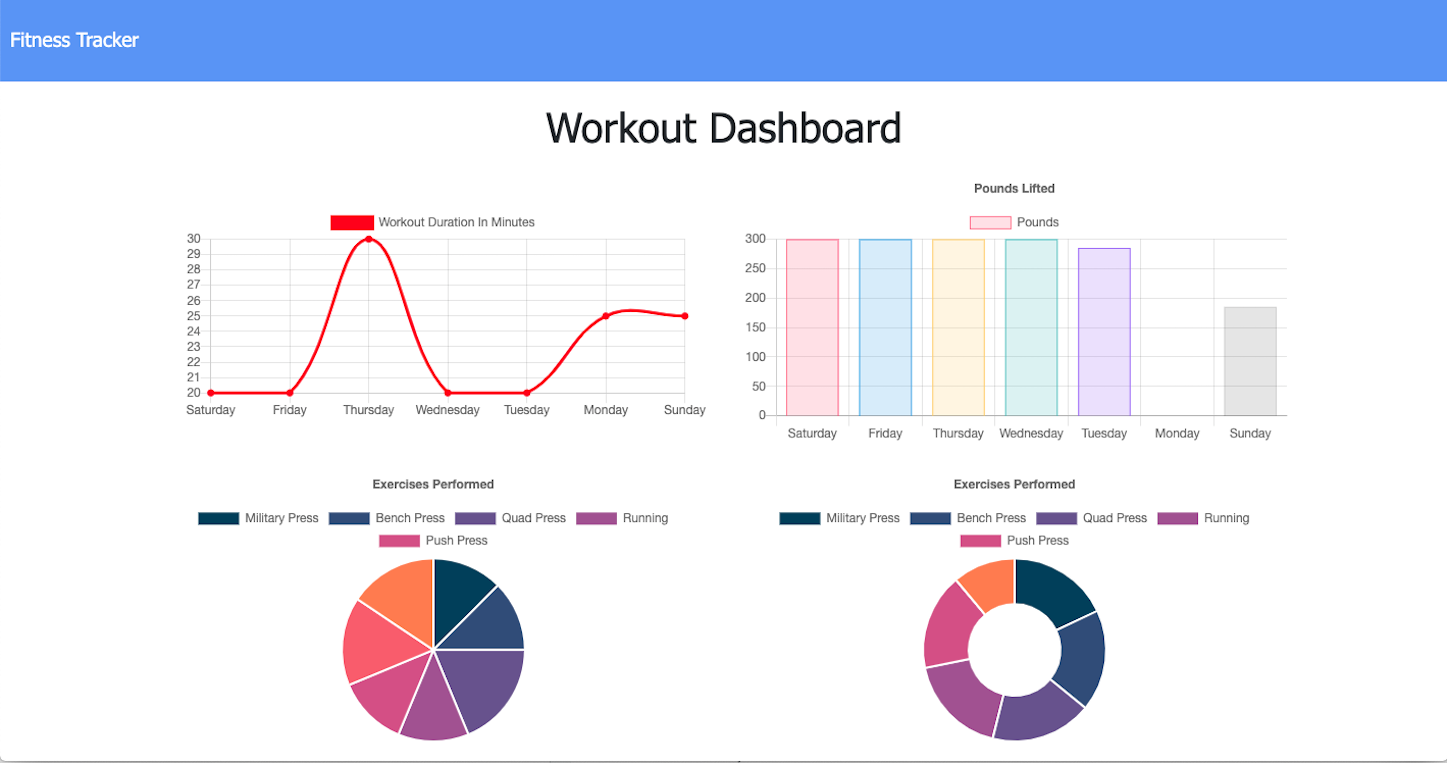 Fitness Tracker
Workout Dashboard
Workout Duration In Minutes
30
29
28
27
26
25
24
23
22
21
20
Saturday Friday Thursday Wednesday Tuesday Monday Sunday
Pounds Lifted
Pounds
300
250
200
150
100
50
0
Saturday Friday Thursday Wednesday Tuesday Monday Sunday
Exercises Performed
Military Press Bench Press Quad Press Running
Push Press
Exercises Performed
Military Press Bench Press Quad Press Running
Push Press